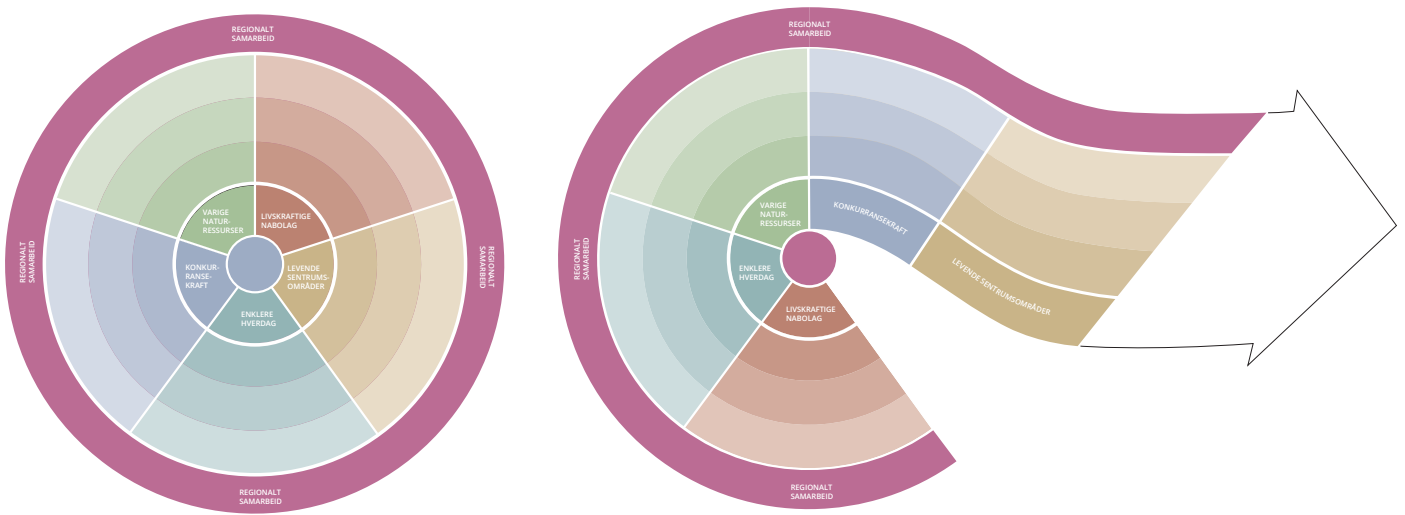 REGIONALT
SAMARBEID
VARIGE
NATUR-
RESSURSER
LIVSKRAFTIGE
NABOLAG
REGIONALT
SAMARBEID
KONKUR-
RANSE-
KRAFT
LEVENDE
SENTRUMS-
OMRÅDER
REGIONALT
SAMARBEID
ENKLERE
HVERDAG
REGIONALT
SAMARBEID
REGIONALT
SAMARBEID
VARIGE
NATUR-
RESSURSER
KONKURRANSEKRAFT
REGIONALT
SAMARBEID
ENKLERE
HVERDAG
LEVENDE SENTRUMSOMRÅDER
LIVSKRAFTIGE
NABOLAG
REGIONALT
SAMARBEID